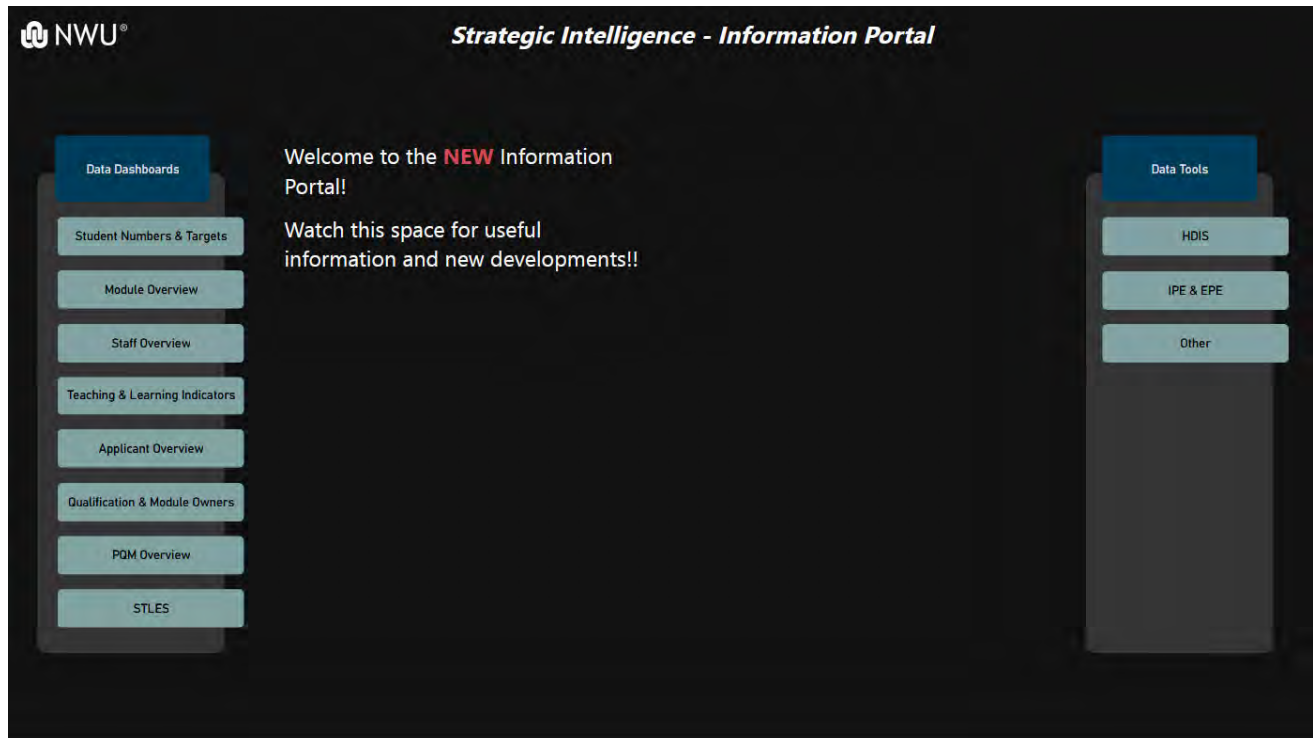 NWU®
Strategic Intelligence - Information Portal
Data Dashboards
Student Numbers & Targets
Module Overview
Staff Overview
Teaching & Learning Indicators
Applicant Overview
Qualification & Module Owners
PQM Overview
STLES
Welcome to the NEW Information
Portal!
Watch this space for useful
information and new developments!!
Data Tools
HDIS
IPE & EPE
Other